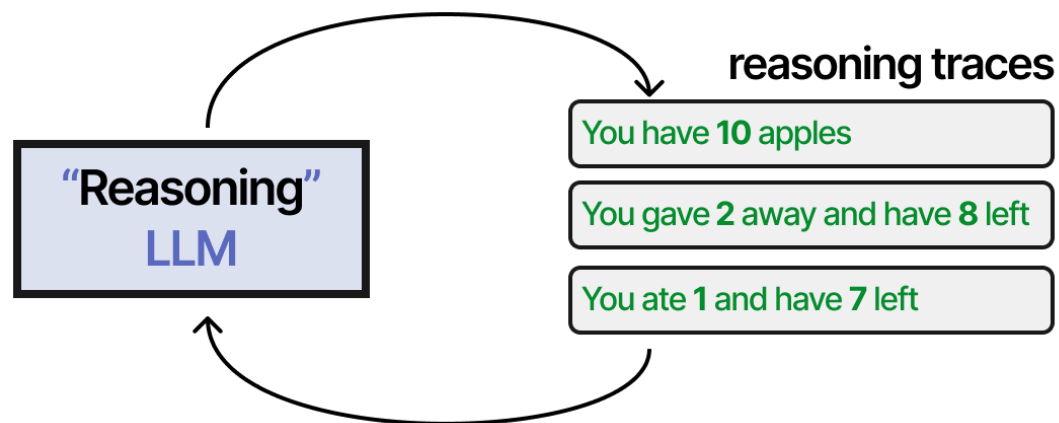 “Reasoning”
LLM
reasoning traces
You have 10 apples
You gave 2 away and have 8 left
You ate 1 and have 7 left